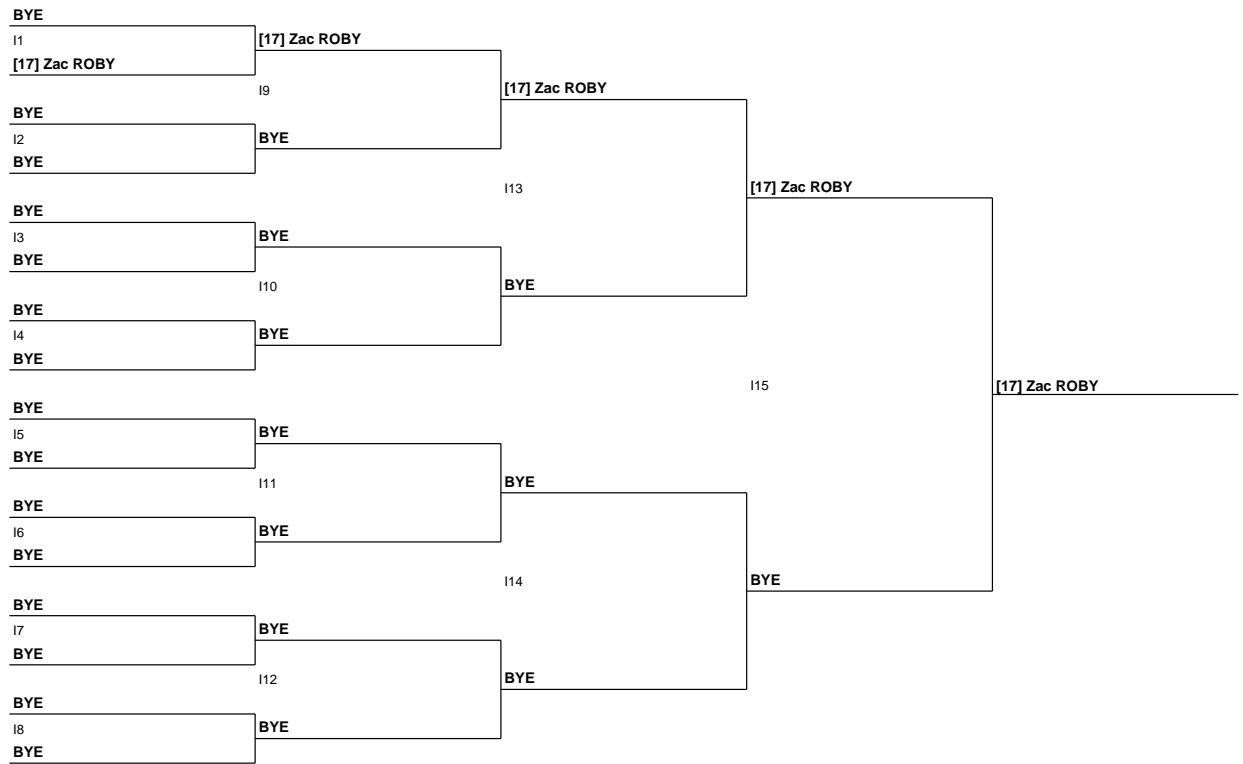 BYE
I1
[17] Zac ROBY
BYE
I2
BYE
BYE
I3
BYE
BYE
I4
BYE
BYE
I5
BYE
BYE
I6
BYE
BYE
I7
BYE
BYE
I8
BYE
[17] Zac ROBY
I9
BYE
BYE
I10
BYE
BYE
I11
BYE
BYE
I12
BYE
[17] Zac ROBY
I13
BYE
BYE
I14
BYE
[17] Zac ROBY
I15
BYE
[17] Zac ROBY